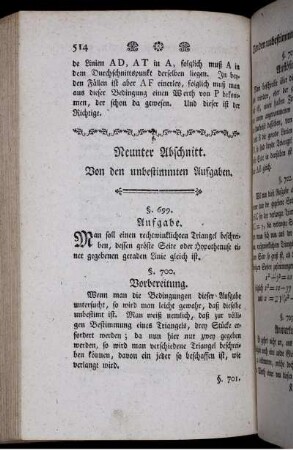 514
de Linien AD, AT in A, folglich muß A in
dem Durchschnittspunkt derselben liegen. In bey-
den Fällen ist aber AF einerley, folglich muß man
aus dieser Bedingung einen Werth von P bekom-
men, der schon da gewesen. Und dieser ist der
Richtige.
Neunter Abschnitt.
Von den unbestimmten Aufgaben.
§. 699.
Aufgabe.
Man soll einen rechtwinklichten Triangel beschrei-
ben, dessen größte Seite oder Hypothenuse ei-
ner gegebenen geraden Linie gleich ist.
§. 700.
Vorbereitung.
Wenn man die Bedingungen dieser Aufgabe
untersucht, so wird man leicht gewahr, daß dieselbe
unbestimt ist. Man weiß nemlich, daß zur völli-
gen Bestimmung eines Triangels, drey Stücke er-
fordert werden; da nun hier nur zwey gegeben
werden, so wird man verschiedene Triangel beschrei-
ben können, davon ein jeder so beschaffen ist, wie
verlangt wird.
§. 701.